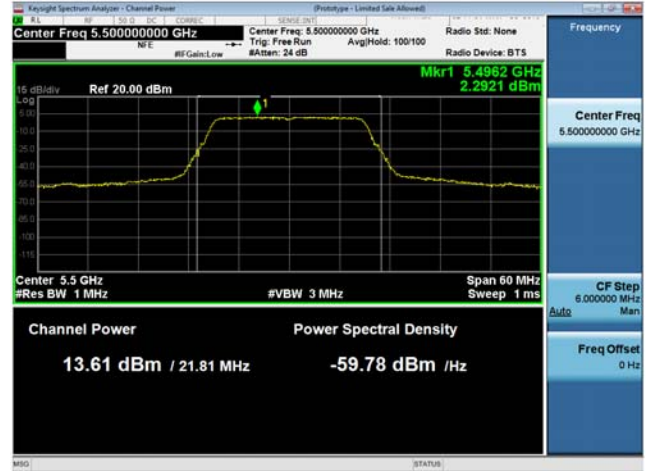 Keysight Spectrum Analyzer - Channel Power (Prototype - Limited Sale Allowed)
RL RF 50 Ω DC CORREC SENSE:INT
Center Freq 5.500000000 GHz
NFE
#IFGain:Low
Center Freq: 5.500000000 GHz
Trig: Free Run Avg|Hold: 100/100
#Atten: 24 dB
Radio Std: None
Radio Device: BTS
Frequency
Mkr1 5.4962 GHz
2.2921 dBm
15 dB/div Ref 20.00 dBm
Log
5.00
-10.0
-25.0
-40.0
-55.0
-70.0
-85.0
-100
-115
1
Center 5.5 GHz
Span 60 MHz
#Res BW 1 MHz
#VBW 3 MHz
Sweep 1 ms
Channel Power
Power Spectral Density
13.61 dBm / 21.81 MHz
-59.78 dBm /Hz
Center Freq
5.500000000 GHz
CF Step
6.000000 MHz
Auto Man
Freq Offset
0 Hz
MSG
STATUS